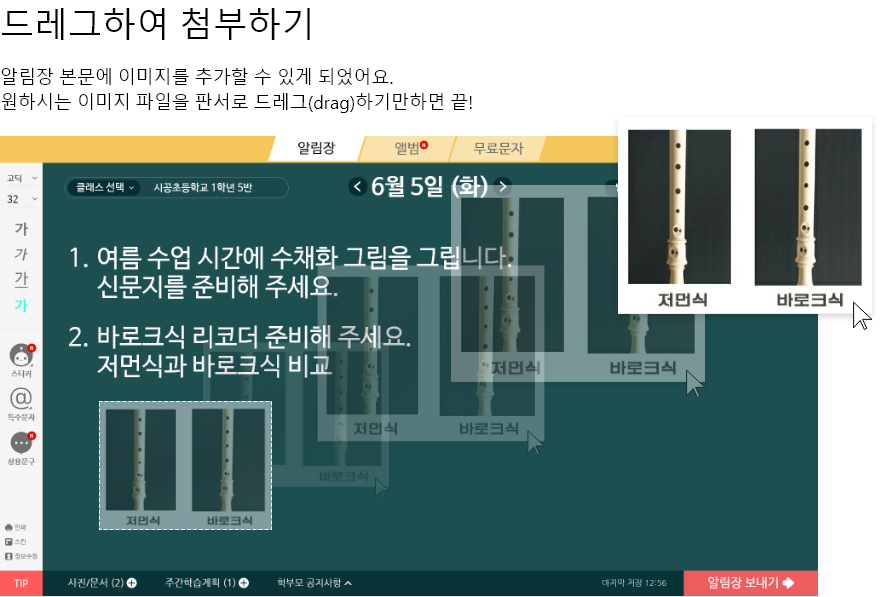 드레그하여 첨부하기
알림장 본문에 이미지를 추가할 수 있게 되었어요.
원하시는 이미지 파일을 판서로 드레그(drag)하기만하면 끝!
알림장 앨범 N 무료문자
고딕
32
가
가
가
가
스티커 N
특수문자
상용문구 N
인쇄
스킨
정보수정
클래스 선택 시공초등학교 1학년 5반
6월 5일 (화)
1. 여름 수업 시간에 수채화 그림을 그립니다.
신문지를 준비해 주세요.
2. 바로크식 리코더 준비해 주세요.
저먼식과 바로크식 비교
저먼식 바로크식
저먼식 바로크식
저먼식 바로크식
바로크식
저먼식 바로크식
TIP 사진/문서 (2) 주간학습계획 (1) 학부모 공지사항 마지막 저장 12:56 알림장 보내기